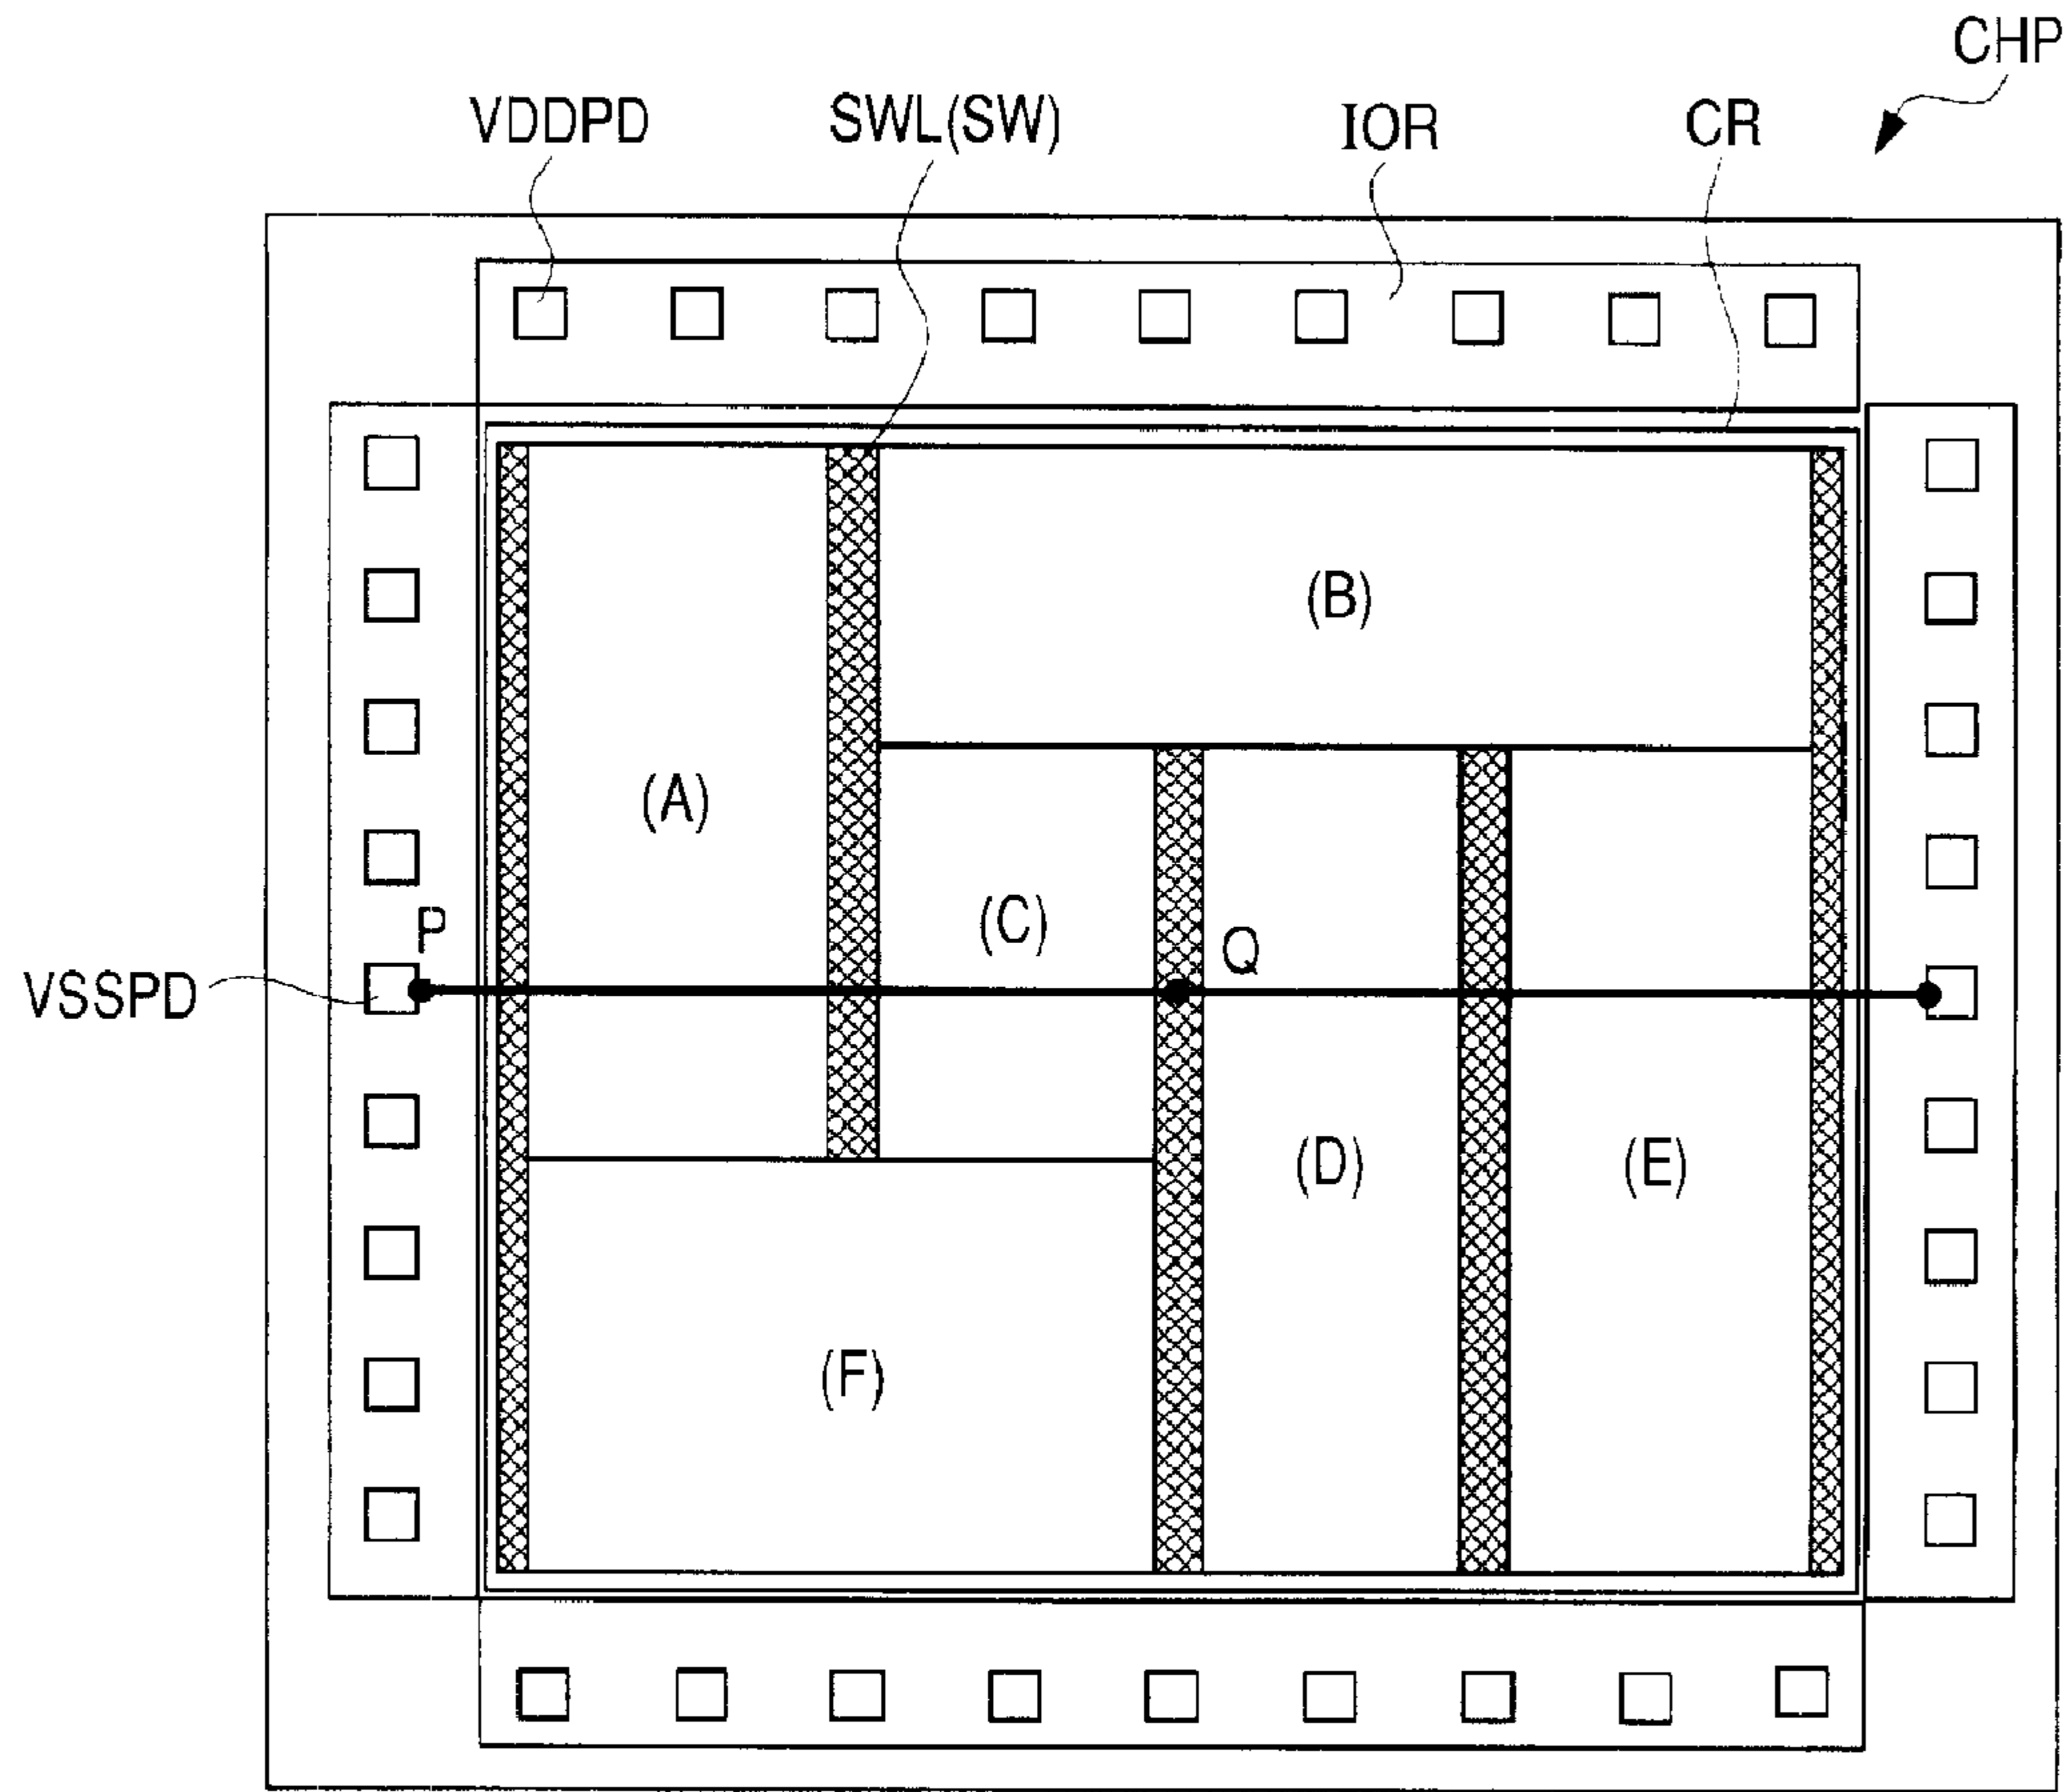 CHP
VDDPD
SWL(SW)
IOR
CR
(B)
(A)
(C)
P
Q
VSSPD
(D)
(E)
(F)